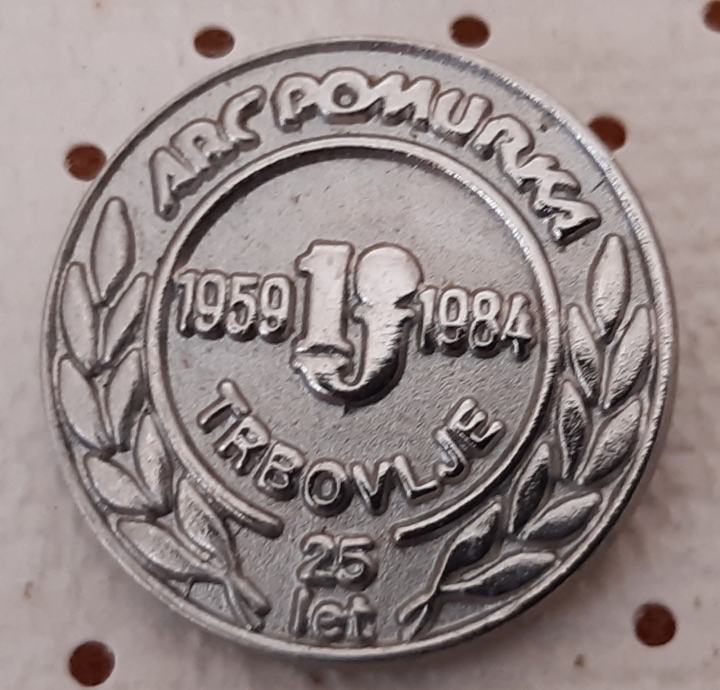 ARC POMURKA
1959 1984
TRBOVLJE
25
let